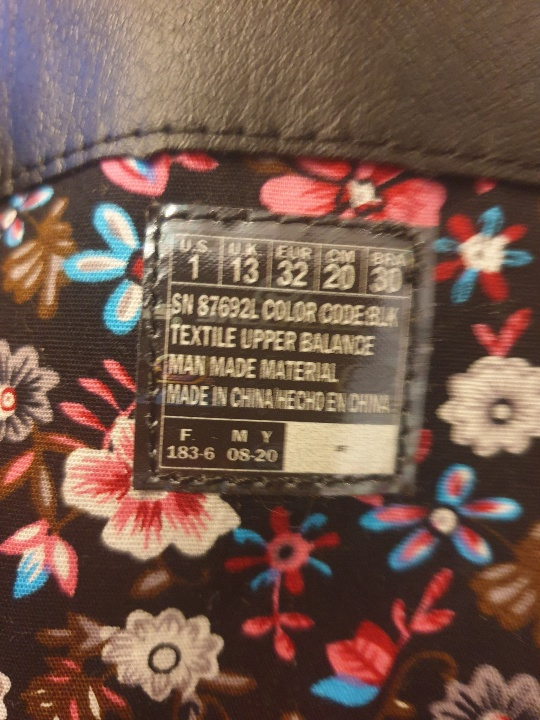 U.S. UK EUR CM BRA
1 13 32 20 30
SN 87692L COLOR CODE:BLK
TEXTILE UPPER BALANCE
MAN MADE MATERIAL
MADE IN CHINA/HECHO EN CHINA
F M Y
183-6 08-20